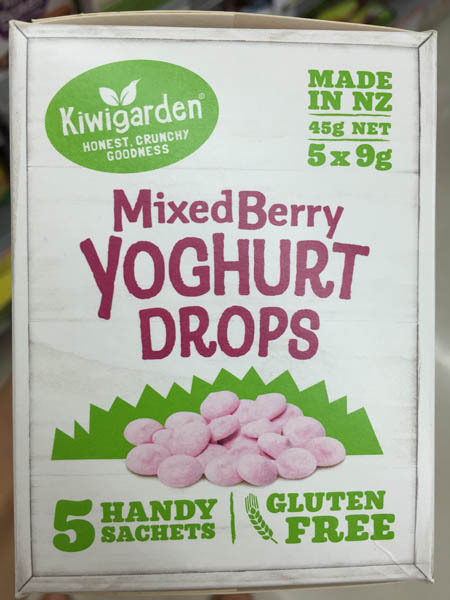 Kiwigarden®
HONEST, CRUNCHY
GOODNESS
MADE
IN NZ
45g NET
5 x 9g
Mixed Berry
YOGHURT
DROPS
5 HANDY
SACHETS
GLUTEN
FREE